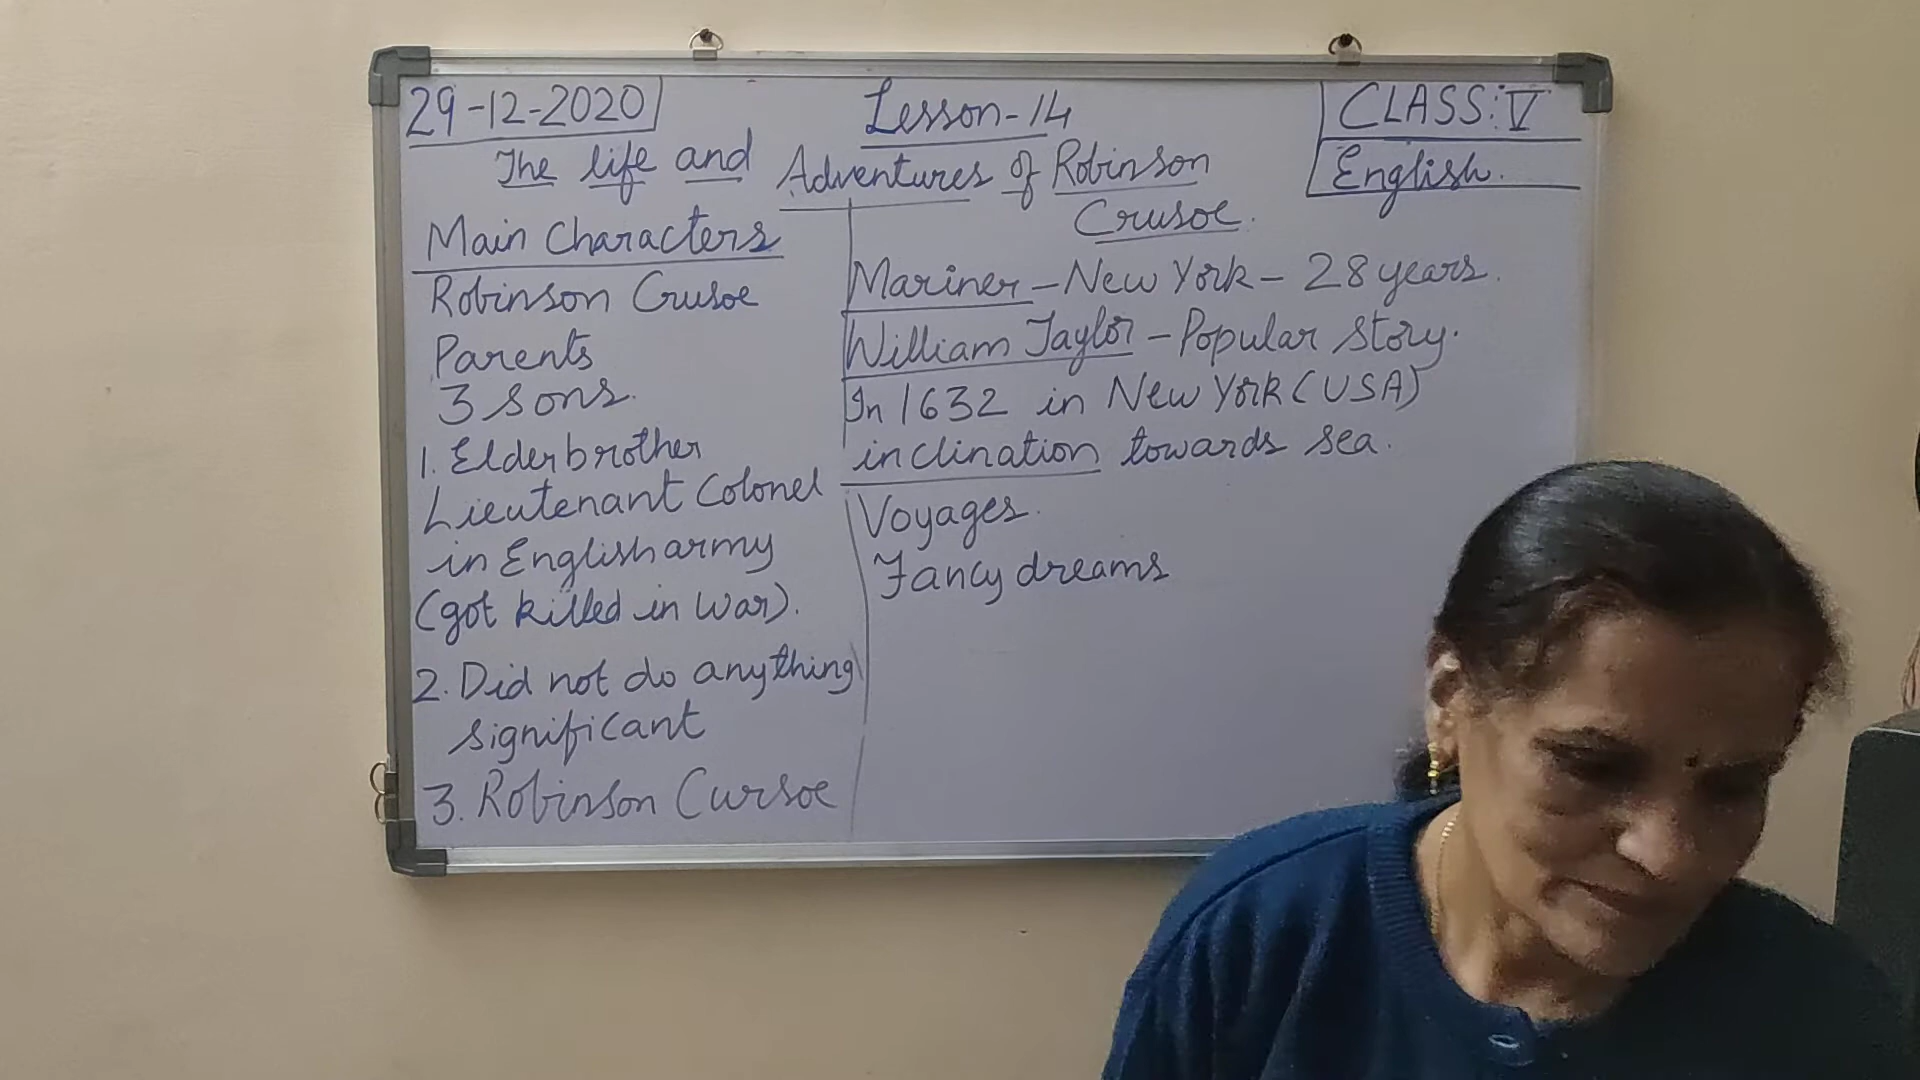 29-12-2020
Lesson-14
CLASS: V
English.
The life and Adventures of Robinson
Crusoe.
Main Characters
Robinson Crusoe
Parents
3 sons.
1. Elder brother
Lieutenant Colonel
in English army
(got killed in War).
2. Did not do anything
significant
3. Robinson Cursoe
Mariner - New York - 28 years.
William Taylor - Popular story.
In 1632 in New York (USA)
inclination towards sea.
Voyages.
Fancy dreams